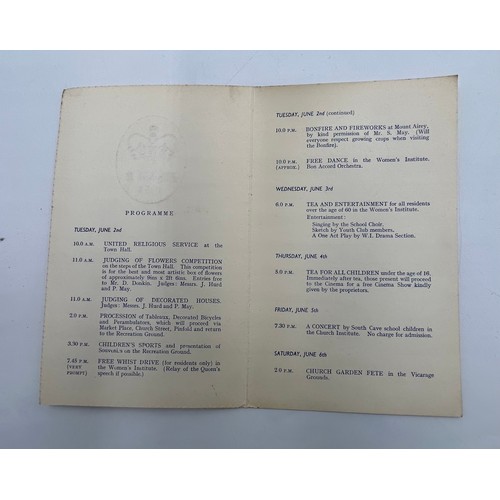 PROGRAMME
TUESDAY, JUNE 2nd
10.0 A.M. UNITED RELIGIOUS SERVICE at the
Town Hall.
11.0 A.M. JUDGING OF FLOWERS COMPETITION
on the steps of the Town Hall. This competition
is for the best and most artistic box of flowers
of approximately 9in x 2ft 6in. Entries free
to Mr. D. Donkin. Judges: Messrs. J. Hurd
and P. May.
11.0 A.M. JUDGING OF DECORATED HOUSES.
Judges: Messrs. J. Hurd and P. May.
2.0 P.M. PROCESSION of Tableaux, Decorated Bicycles
and Perambulators, which will proceed via
Market Place, Church Street, Pinfold and return
to the Recreation Ground.
3.30 P.M. CHILDREN'S SPORTS and presentation of
Souvenirs on the Recreation Ground.
7.45 P.M. FREE WHIST DRIVE (for residents only) in
(VERY the Women's Institute. (Relay of the Queen's
PROMPT) speech if possible.)
TUESDAY, JUNE 2nd (continued)
10.0 P.M. BONFIRE AND FIREWORKS at Mount Airey,
by kind permission of Mr. S. May. (Will
everyone respect growing crops when visiting
the Bonfire).
10.0 P.M. FREE DANCE in the Women's Institute.
(APPROX.) Bon Accord Orchestra.
WEDNESDAY, JUNE 3rd
6.0 P.M. TEA AND ENTERTAINMENT for all residents
over the age of 60 in the Women's Institute.
Entertainment:
Singing by the School Choir.
Sketch by Youth Club members.
A One Act Play by W.I. Drama Section.
THURSDAY, JUNE 4th
5.0 P.M. TEA FOR ALL CHILDREN under the age of 16.
Immediately after tea, those present will proceed
to the Cinema for a free Cinema Show kindly
given by the proprietors.
FRIDAY, JUNE 5th
7.30 P.M. A CONCERT by South Cave school children in
the Church Institute. No charge for admission.
SATURDAY, JUNE 6th
2.0 P.M. CHURCH GARDEN FETE in the Vicarage
Grounds.